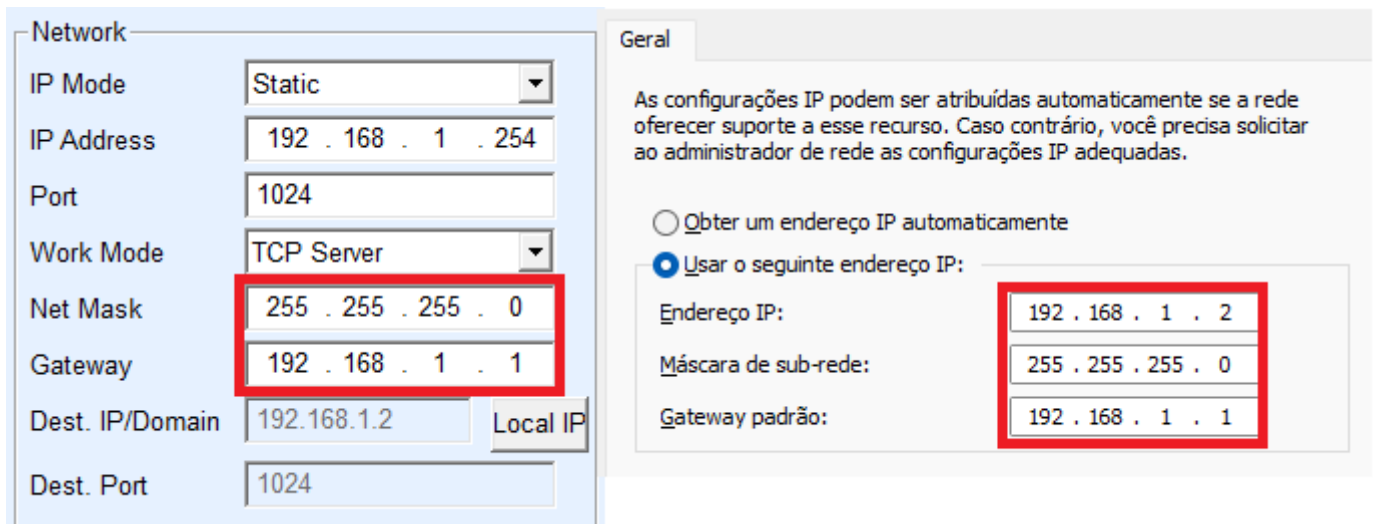 Network
IP Mode Static
IP Address 192 . 168 . 1 . 254
Port 1024
Work Mode TCP Server
Net Mask 255 . 255 . 255 . 0
Gateway 192 . 168 . 1 . 1
Dest. IP/Domain 192.168.1.2 Local IP
Dest. Port 1024
Geral
As configurações IP podem ser atribuídas automaticamente se a rede
oferecer suporte a esse recurso. Caso contrário, você precisa solicitar
ao administrador de rede as configurações IP adequadas.
Obter um endereço IP automaticamente
Usar o seguinte endereço IP:
Endereço IP: 192 . 168 . 1 . 2
Máscara de sub-rede: 255 . 255 . 255 . 0
Gateway padrão: 192 . 168 . 1 . 1